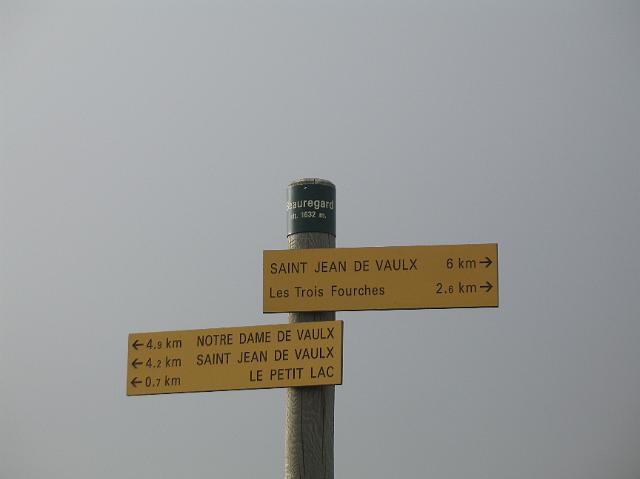 Beauregard
alt. 1632 m.
SAINT JEAN DE VAULX 6 km →
Les Trois Fourches 2.6 km →
← 4.9 km NOTRE DAME DE VAULX
← 4.2 km SAINT JEAN DE VAULX
← 0.7 km LE PETIT LAC